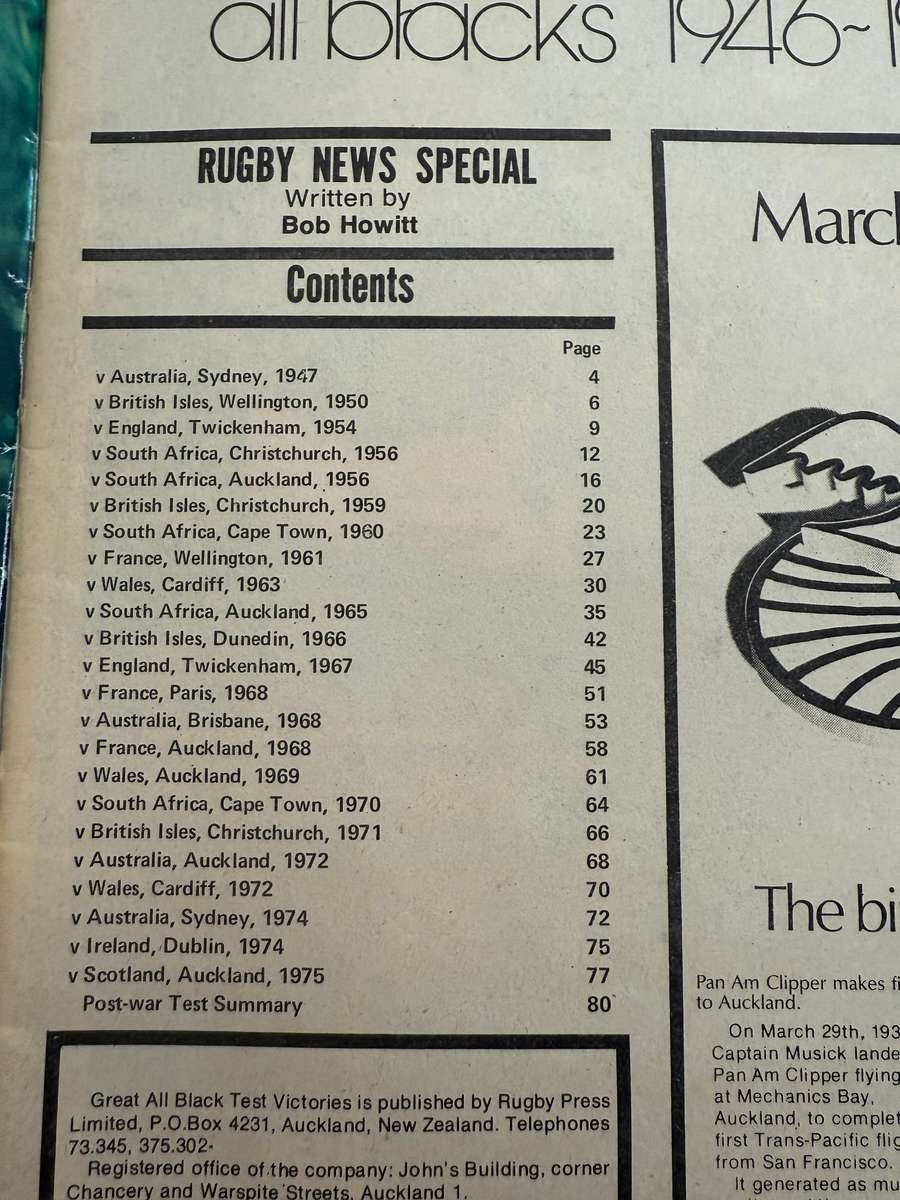 all blacks 1946~1
RUGBY NEWS SPECIAL
Written by
Bob Howitt
Contents
Page
v Australia, Sydney, 1947 4
v British Isles, Wellington, 1950 6
v England, Twickenham, 1954 9
v South Africa, Christchurch, 1956 12
v South Africa, Auckland, 1956 16
v British Isles, Christchurch, 1959 20
v South Africa, Cape Town, 1960 23
v France, Wellington, 1961 27
v Wales, Cardiff, 1963 30
v South Africa, Auckland, 1965 35
v British Isles, Dunedin, 1966 42
v England, Twickenham, 1967 45
v France, Paris, 1968 51
v Australia, Brisbane, 1968 53
v France, Auckland, 1968 58
v Wales, Auckland, 1969 61
v South Africa, Cape Town, 1970 64
v British Isles, Christchurch, 1971 66
v Australia, Auckland, 1972 68
v Wales, Cardiff, 1972 70
v Australia, Sydney, 1974 72
v Ireland, Dublin, 1974 75
v Scotland, Auckland, 1975 77
Post-war Test Summary 80
Great All Black Test Victories is published by Rugby Press
Limited, P.O.Box 4231, Auckland, New Zealand. Telephones
73.345, 375.302.
Registered office of the company: John's Building, corner
Chancery and Warspite Streets, Auckland 1.
Marc
The bi
Pan Am Clipper makes fi
to Auckland.
On March 29th, 193
Captain Musick lande
Pan Am Clipper flying
at Mechanics Bay,
Auckland, to complet
first Trans-Pacific flig
from San Francisco.
It generated as mu